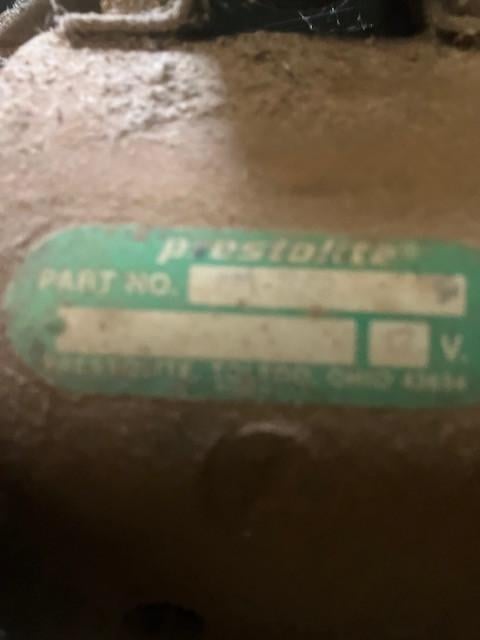 prestolite®
PART NO.
V.
PRESTOLITE, TOLEDO, OHIO